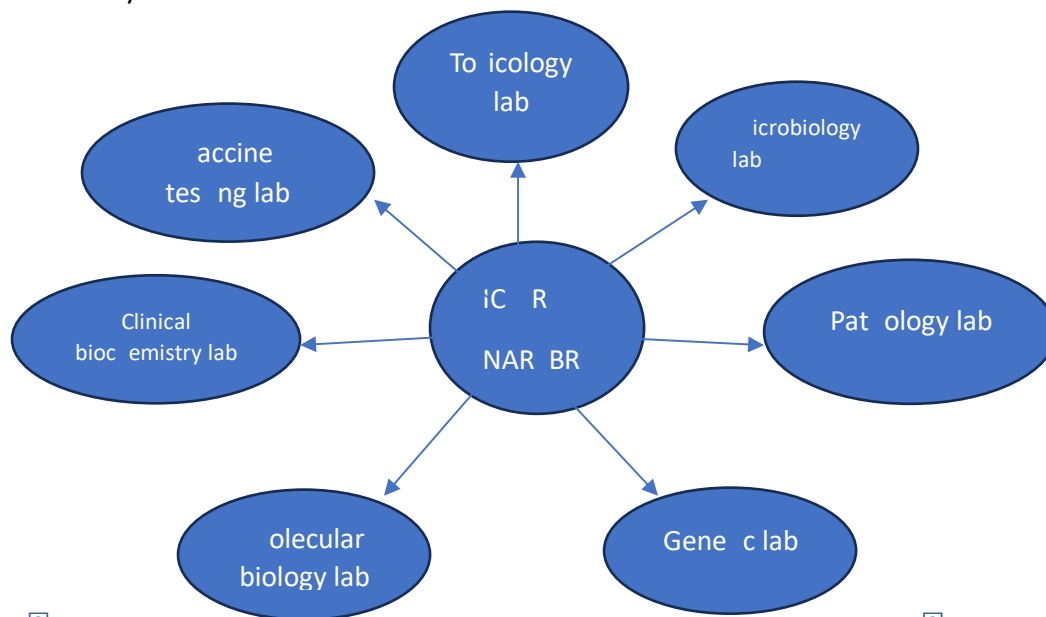 To icology
lab
icrobiology
lab
accine
tes ng lab
iC R
NAR BR
Pat ology lab
Clinical
bioc emistry lab
olecular
biology lab
Gene c lab